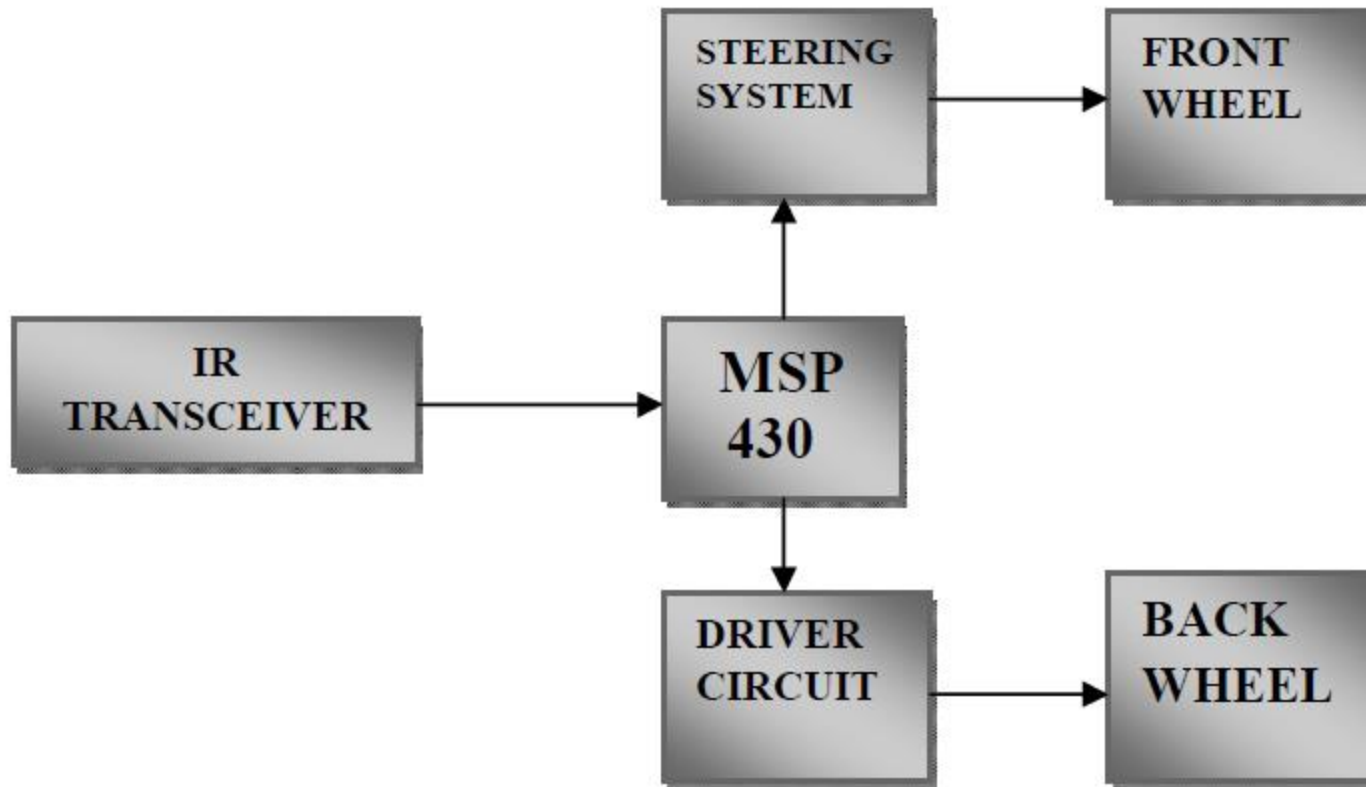 STEERING
SYSTEM
FRONT
WHEEL
IR
TRANSCEIVER
MSP
430
DRIVER
CIRCUIT
BACK
WHEEL